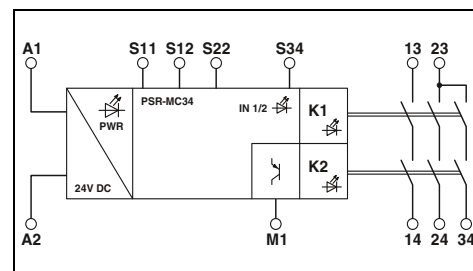 A1 S11 S12 S22 S34 13 23
PSR-MC34 IN 1/2 K1
PWR
K2
24V DC
A2 M1 14 24 34